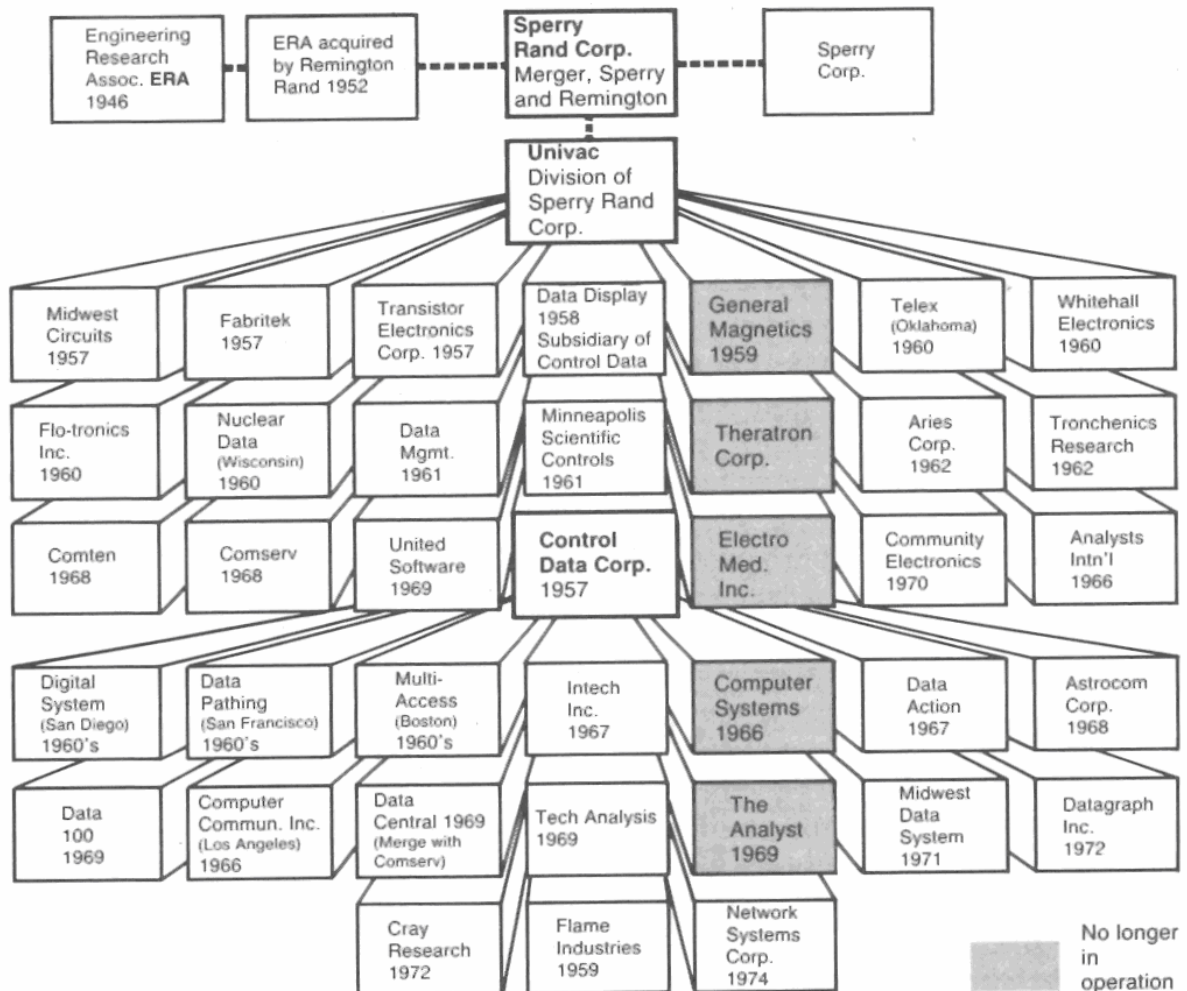 Engineering
Research
Assoc. ERA
1946
ERA acquired
by Remington
Rand 1952
Sperry
Rand Corp.
Merger, Sperry
and Remington
Sperry
Corp.
Univac
Division of
Sperry Rand
Corp.
Midwest
Circuits
1957
Fabritek
1957
Transistor
Electronics
Corp. 1957
Data Display
1958
Subsidiary of
Control Data
General
Magnetics
1959
Telex
(Oklahoma)
1960
Whitehall
Electronics
1960
Flo-tronics
Inc.
1960
Nuclear
Data
(Wisconsin)
1960
Data
Mgmt.
1961
Minneapolis
Scientific
Controls
1961
Theratron
Corp.
Aries
Corp.
1962
Tronchenics
Research
1962
Comten
1968
Comserv
1968
United
Software
1969
Control
Data Corp.
1957
Electro
Med.
Inc.
Community
Electronics
1970
Analysts
Intn'l
1966
Digital
System
(San Diego)
1960's
Data
Pathing
(San Francisco)
1960's
Multi-
Access
(Boston)
1960's
Intech
Inc.
1967
Computer
Systems
1966
Data
Action
1967
Astrocom
Corp.
1968
Data
100
1969
Computer
Commun. Inc.
(Los Angeles)
1966
Data
Central 1969
(Merge with
Comserv)
Tech Analysis
1969
The
Analyst
1969
Midwest
Data
System
1971
Datagraph
Inc.
1972
Cray
Research
1972
Flame
Industries
1959
Network
Systems
Corp.
1974
No longer
in
operation